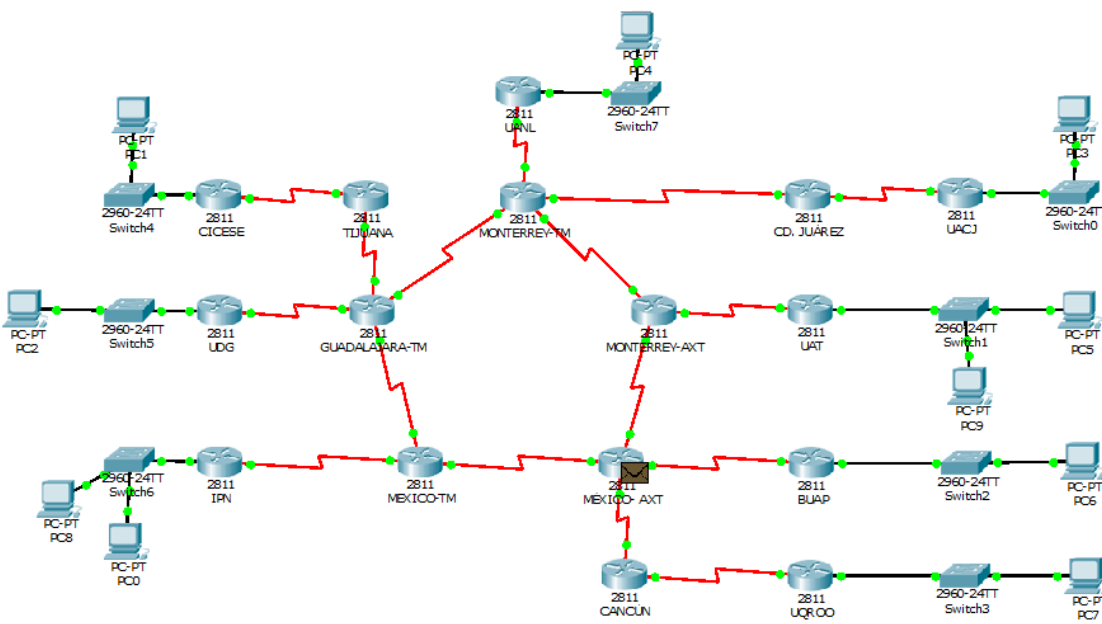 PC-PT
PC4
2811
UANL
2960-24TT
Switch7
PC-PT
PC1
2960-24TT
Switch4
2811
CICESE
2811
TIJUANA
2811
MONTERREY-TM
2811
CD. JUÁREZ
2811
UACJ
PC-PT
PC3
2960-24TT
Switch0
PC-PT
PC2
2960-24TT
Switch5
2811
UDG
2811
GUADALAJARA-TM
2811
MONTERREY-AXT
2811
UAT
2960-24TT
Switch1
PC-PT
PC5
PC-PT
PC9
2960-24TT
Switch6
PC-PT
PC8
PC-PT
PC0
2811
IPN
2811
MEXICO-TM
2811
MÉXICO- AXT
2811
BUAP
2960-24TT
Switch2
PC-PT
PC6
2811
CANCÚN
2811
UQROO
2960-24TT
Switch3
PC-PT
PC7